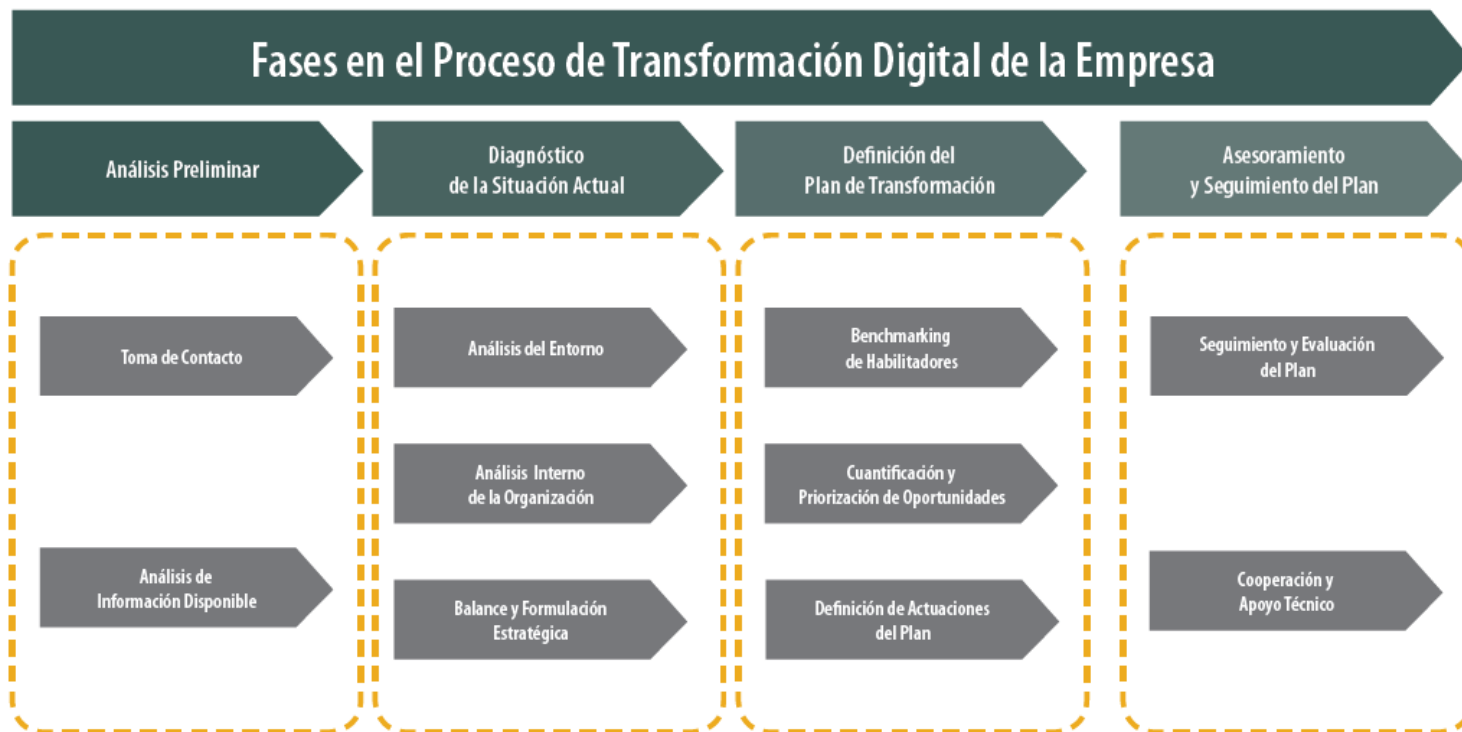 Fases en el Proceso de Transformación Digital de la Empresa
Análisis Preliminar
Diagnóstico
de la Situación Actual
Definición del
Plan de Transformación
Asesoramiento
y Seguimiento del Plan
Toma de Contacto
Análisis de
Información Disponible
Análisis del Entorno
Análisis Interno
de la Organización
Balance y Formulación
Estratégica
Benchmarking
de Habilitadores
Cuantificación y
Priorización de Oportunidades
Definición de Actuaciones
del Plan
Seguimiento y Evaluación
del Plan
Cooperación y
Apoyo Técnico